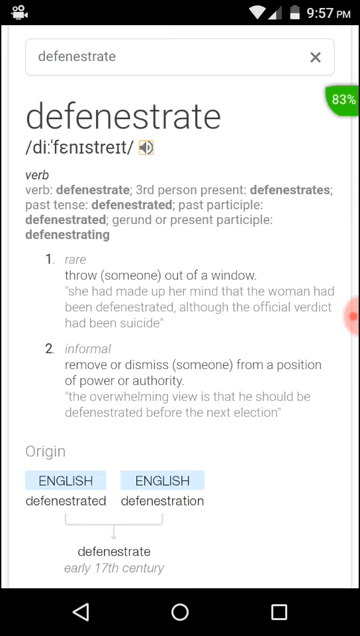 9:57 PM
defenestrate
83%
defenestrate
/diːˈfɛnɪstreɪt/
verb
verb: defenestrate; 3rd person present: defenestrates;
past tense: defenestrated; past participle:
defenestrated; gerund or present participle:
defenestrating
1. rare
throw (someone) out of a window.
"she had made up her mind that the woman had
been defenestrated, although the official verdict
had been suicide"
2. informal
remove or dismiss (someone) from a position
of power or authority.
"the overwhelming view is that he should be
defenestrated before the next election"
Origin
ENGLISH ENGLISH
defenestrated defenestration
defenestrate
early 17th century